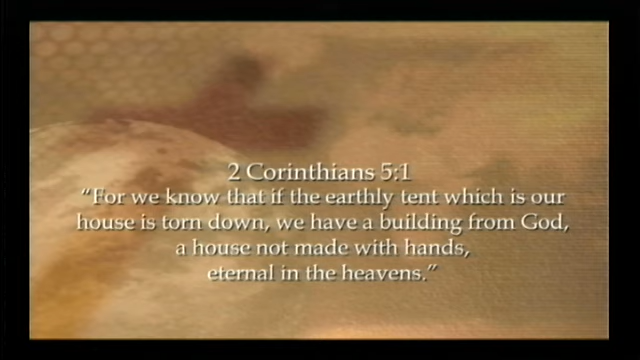 2 Corinthians 5:1
“For we know that if the earthly tent which is our
house is torn down, we have a building from God,
a house not made with hands,
eternal in the heavens.”